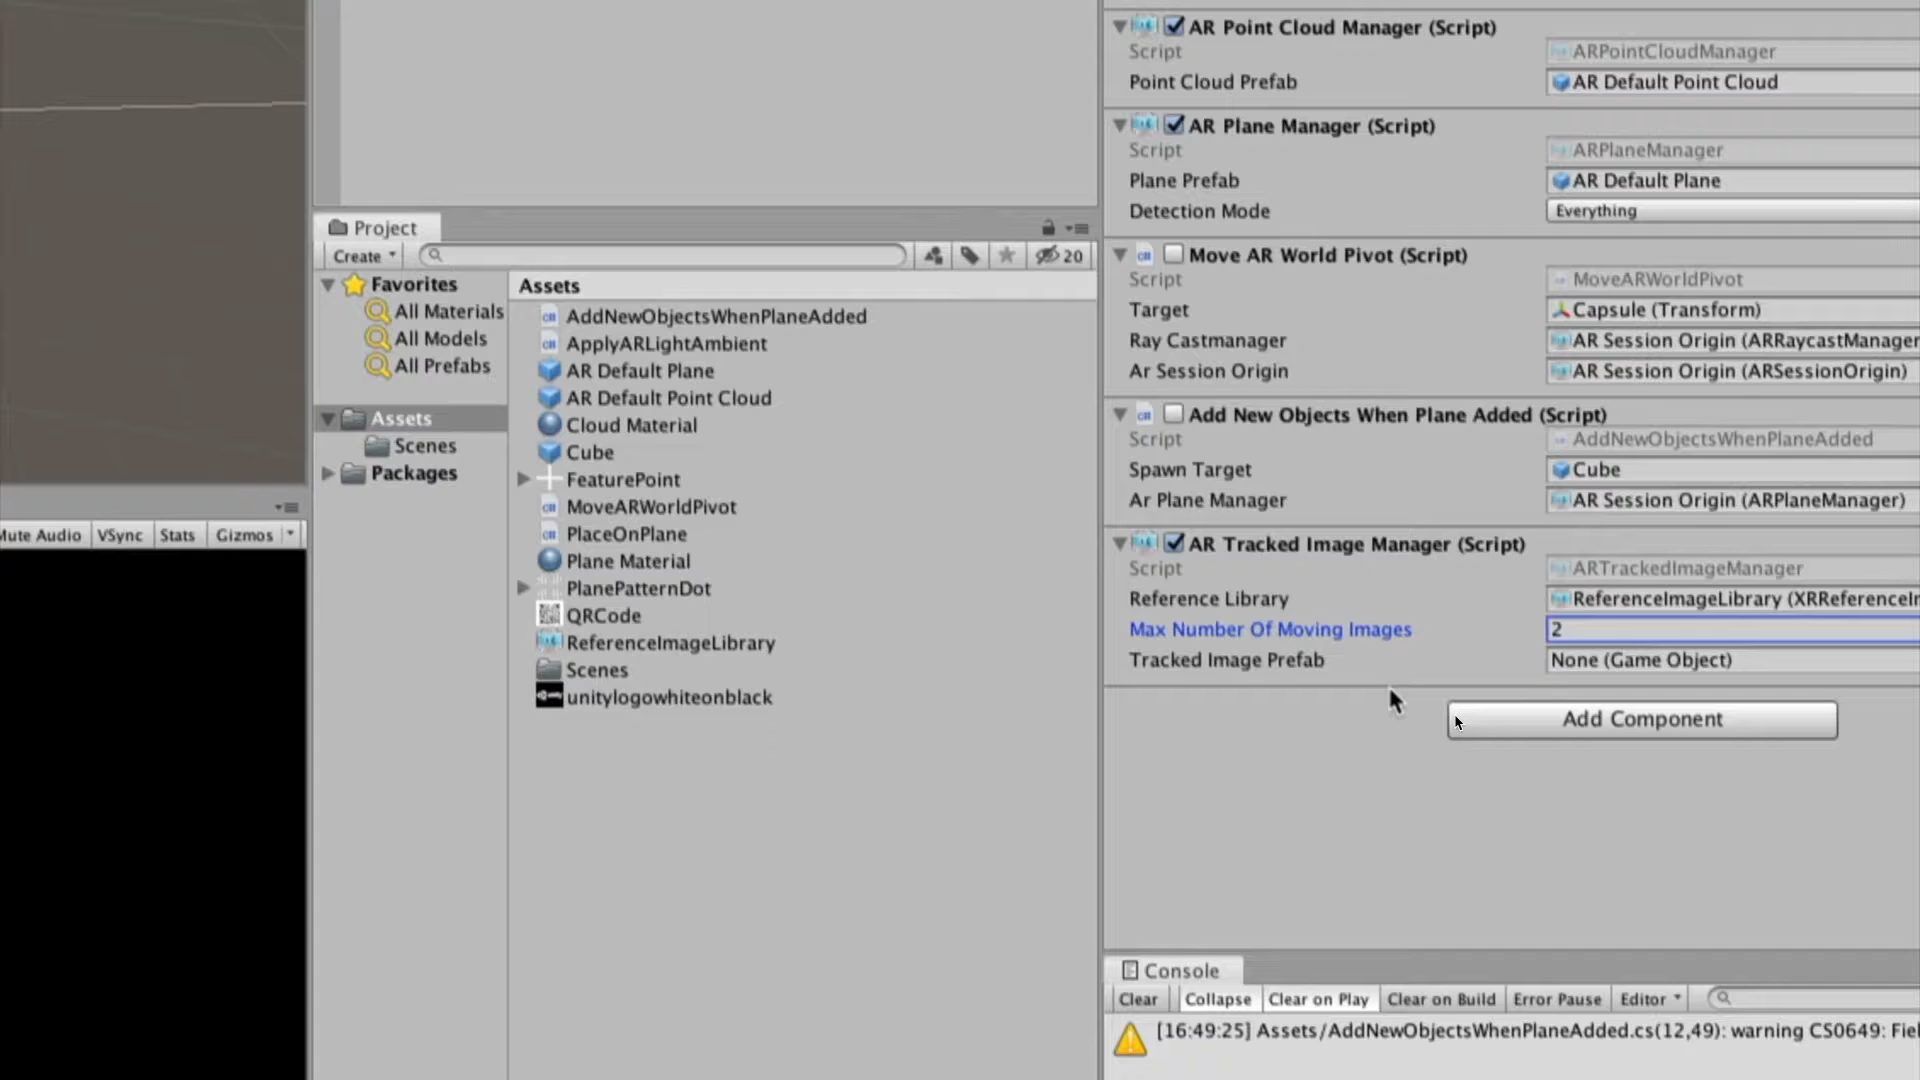 Mute Audio VSync Stats Gizmos
Project
Create
20
Favorites
All Materials
All Models
All Prefabs
Assets
Scenes
Packages
Assets
AddNewObjectsWhenPlaneAdded
ApplyARLightAmbient
AR Default Plane
AR Default Point Cloud
Cloud Material
Cube
FeaturePoint
MoveARWorldPivot
PlaceOnPlane
Plane Material
PlanePatternDot
QRCode
ReferenceImageLibrary
Scenes
unitylogowhiteonblack
AR Point Cloud Manager (Script)
Script ARPointCloudManager
Point Cloud Prefab AR Default Point Cloud
AR Plane Manager (Script)
Script ARPlaneManager
Plane Prefab AR Default Plane
Detection Mode Everything
Move AR World Pivot (Script)
Script MoveARWorldPivot
Target Capsule (Transform)
Ray Castmanager AR Session Origin (ARRaycastManager
Ar Session Origin AR Session Origin (ARSessionOrigin)
Add New Objects When Plane Added (Script)
Script AddNewObjectsWhenPlaneAdded
Spawn Target Cube
Ar Plane Manager AR Session Origin (ARPlaneManager)
AR Tracked Image Manager (Script)
Script ARTrackedImageManager
Reference Library ReferenceImageLibrary (XRReferenceIm
Max Number Of Moving Images 2
Tracked Image Prefab None (Game Object)
Add Component
Console
Clear Collapse Clear on Play Clear on Build Error Pause Editor
[16:49:25] Assets/AddNewObjectsWhenPlaneAdded.cs(12,49): warning CS0649: Fiel